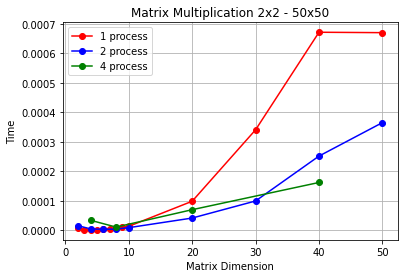 Matrix Multiplication 2x2 - 50x50
0.0007
0.0006
0.0005
0.0004
0.0003
0.0002
0.0001
0.0000
Time
1 process
2 process
4 process
0
10
20
30
40
50
Matrix Dimension